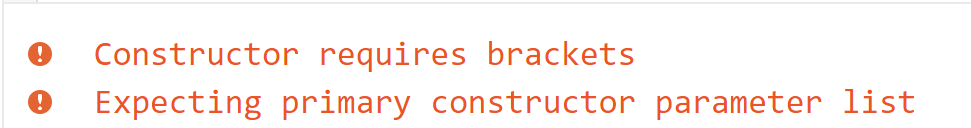 Constructor requires brackets
Expecting primary constructor parameter list